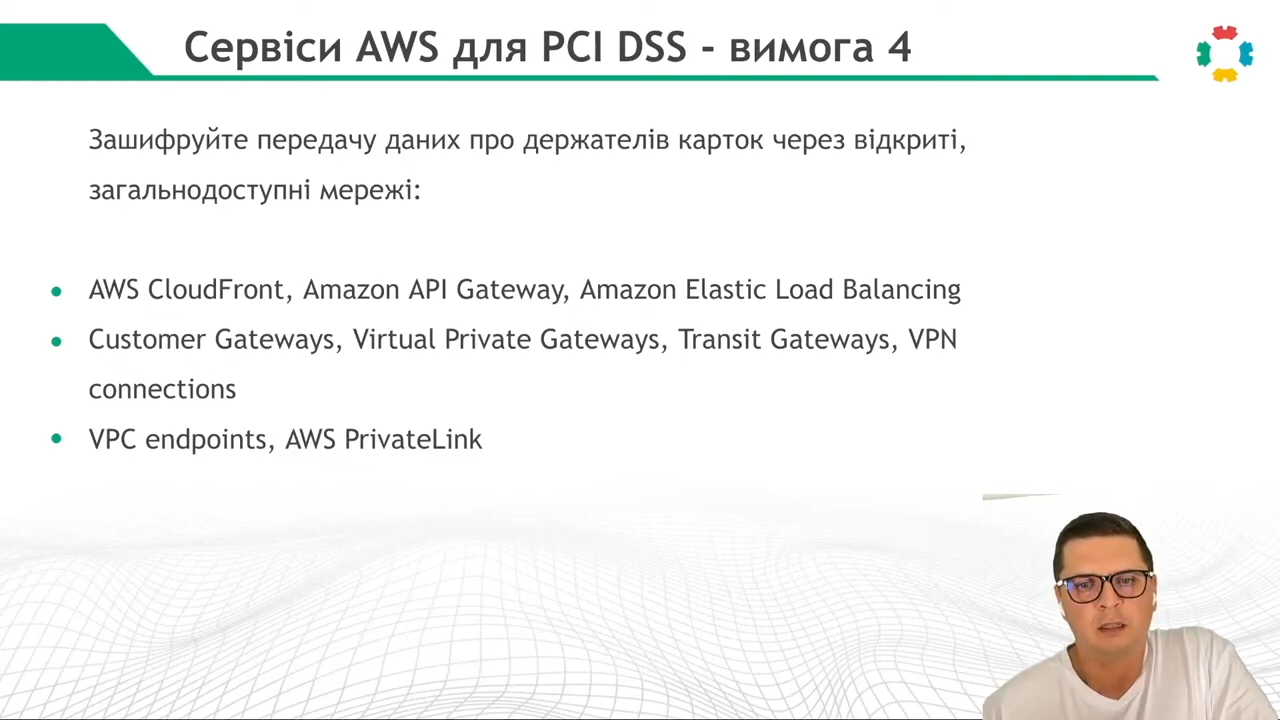 Сервіси AWS для PCI DSS - вимога 4
Зашифруйте передачу даних про держателів карток через відкриті,
загальнодоступні мережі:
AWS CloudFront, Amazon API Gateway, Amazon Elastic Load Balancing
Customer Gateways, Virtual Private Gateways, Transit Gateways, VPN
connections
VPC endpoints, AWS PrivateLink